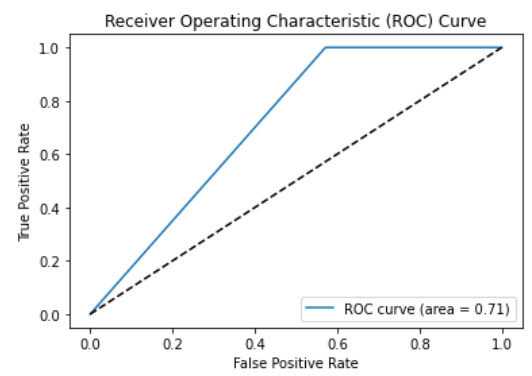 Receiver Operating Characteristic (ROC) Curve
1.0
0.8
0.6
0.4
0.2
0.0
True Positive Rate
ROC curve (area = 0.71)
0.0 0.2 0.4 0.6 0.8 1.0
False Positive Rate